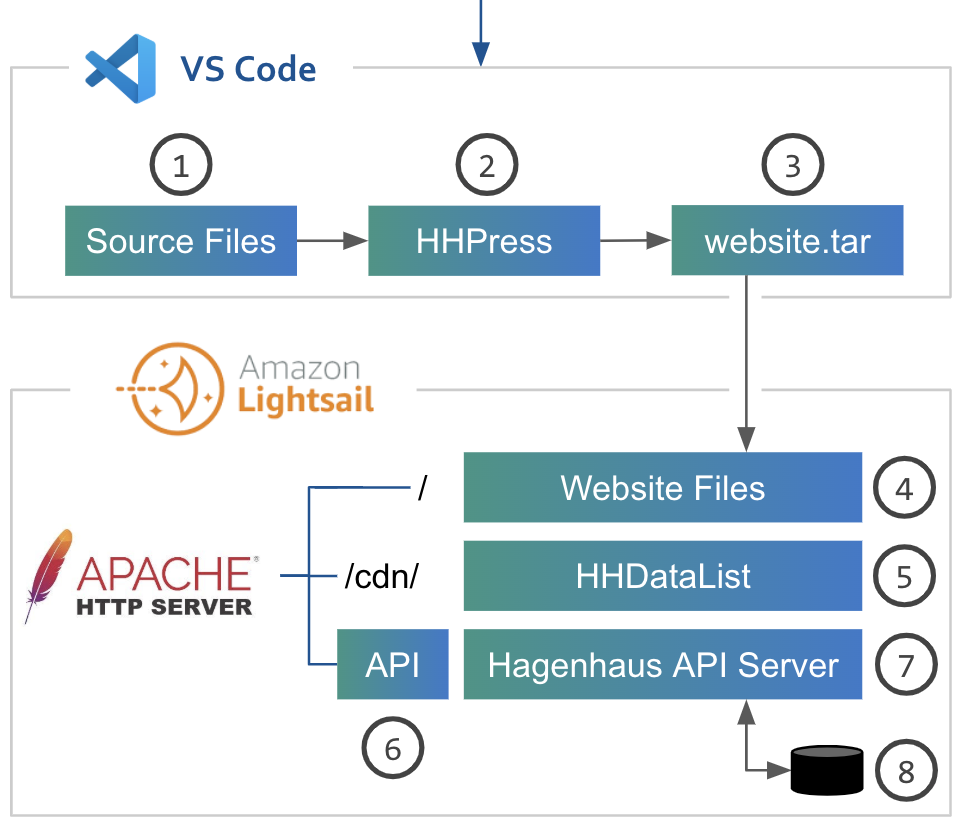 VS Code
1
2
3
Source Files
HHPress
website.tar
Amazon
Lightsail
/
Website Files
4
APACHE®
HTTP SERVER
/cdn/
HHDataList
5
API
Hagenhaus API Server
7
6
8